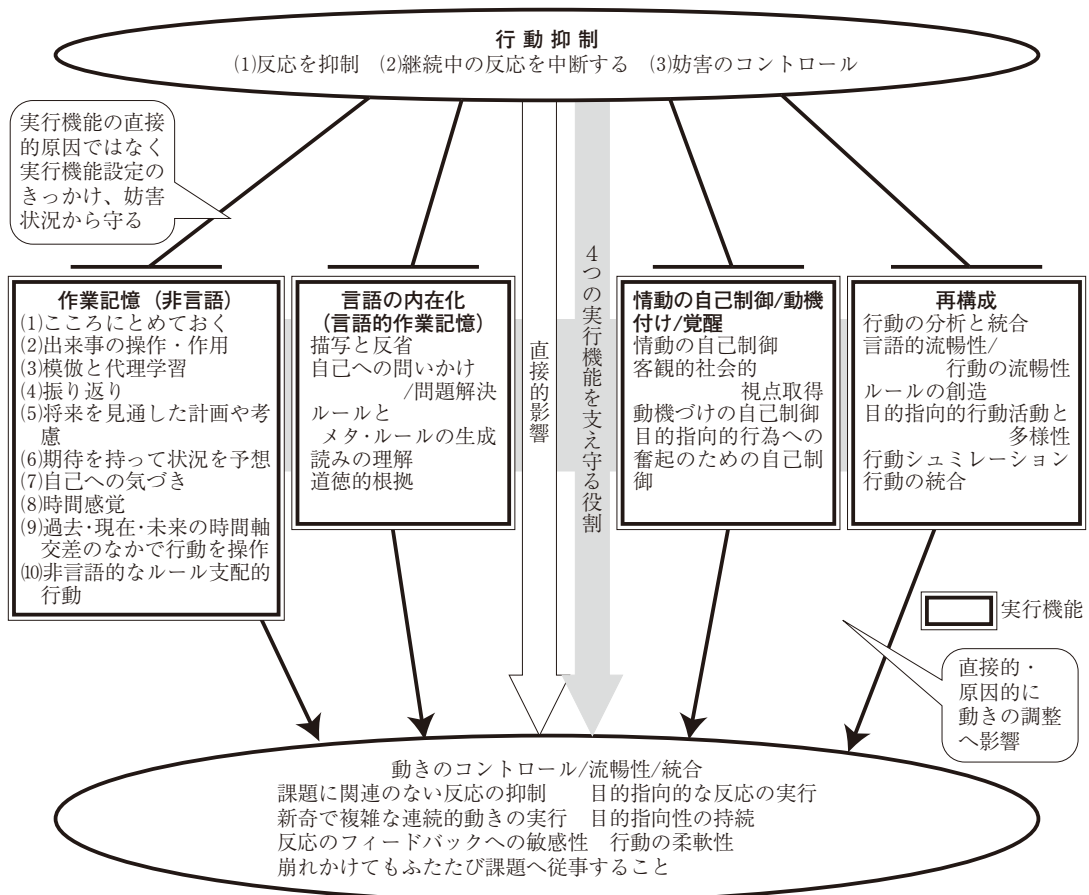 行動抑制
(1)反応を抑制 (2)継続中の反応を中断する (3)妨害のコントロール
実行機能の直接
的原因ではなく
実行機能設定の
きっかけ、妨害
状況から守る
作業記憶（非言語）
(1)こころにとめておく
(2)出来事の操作・作用
(3)模倣と代理学習
(4)振り返り
(5)将来を見通した計画や考
慮
(6)期待を持って状況を予想
(7)自己への気づき
(8)時間感覚
(9)過去・現在・未来の時間軸
交差のなかで行動を操作
(10)非言語的なルール支配的
行動
言語の内在化
(言語的作業記憶)
描写と反省
自己への問いかけ
/問題解決
ルールと
メタ・ルールの生成
読みの理解
道徳的根拠
直接的影響
4つの実行機能を支え守る役割
情動の自己制御/動機
付け/覚醒
情動の自己制御
客観的社会的
視点取得
動機づけの自己制御
目的指向的行為への
奮起のための自己制
御
再構成
行動の分析と統合
言語的流暢性/
行動の流暢性
ルールの創造
目的指向的行動活動と
多様性
行動シュミレーション
行動の統合
実行機能
直接的・
原因的に
動きの調整
へ影響
動きのコントロール/流暢性/統合
課題に関連のない反応の抑制 目的指向的な反応の実行
新奇で複雑な連続的動きの実行 目的指向性の持続
反応のフィードバックへの敏感性 行動の柔軟性
崩れかけてもふたたび課題へ従事すること